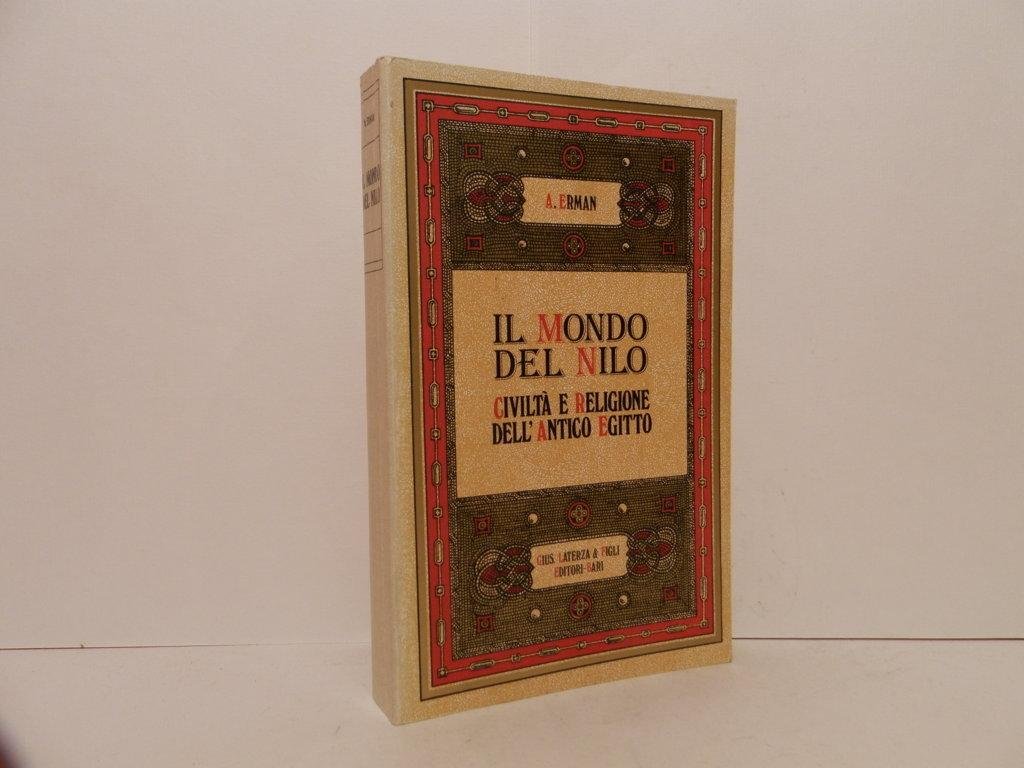 A. ERMAN
IL MONDO
DEL NILO
CIVILTÀ E RELIGIONE
DELL'ANTICO EGITTO
GIUS. LATERZA & FIGLI
EDITORI-BARI
A. ERMAN
IL MONDO
DEL NILO